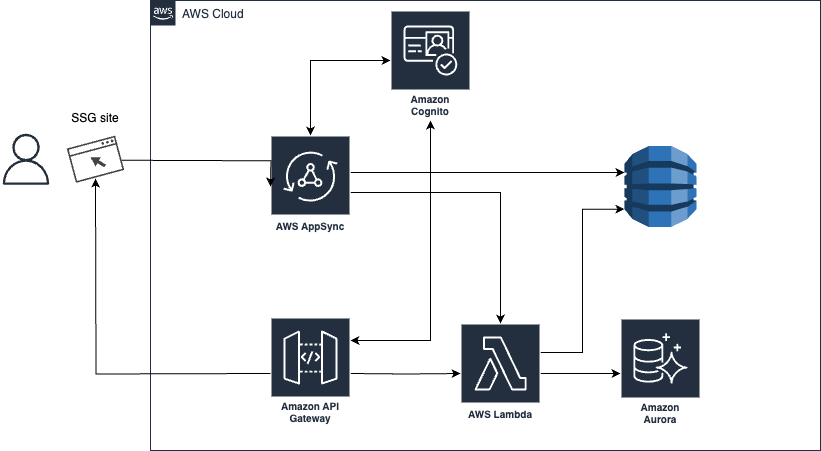 aws
AWS Cloud
Amazon
Cognito
SSG site
AWS AppSync
</>
Amazon API
Gateway
AWS Lambda
Amazon
Aurora